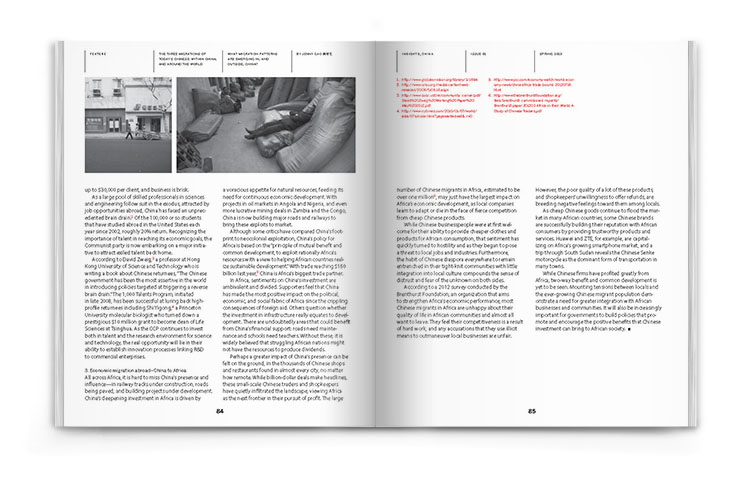 FEATURE
THE THREE MIGRATIONS OF
TODAY'S CHINESE: WITHIN CHINA,
AND AROUND THE WORLD
WHAT MIGRATION PATTERNS
ARE EMERGING IN, AND
OUTSIDE, CHINA?
BY JONNY GAO
ISSUE 01
SPRING 2013
up to $30,000 per client, and business is brisk.
As a large pool of skilled professionals in sciences
and engineering follow suit in the exodus, attracted by
job opportunities abroad, China has faced an unprec-
edented brain drain. Of the 100,000 or so students
that have studied abroad in the United States each
year since 2002, roughly 20% return. Recognizing the
importance of talent in reaching its economic goals, the
Communist party is now embarking on a major initia-
tive to attract exiled talent back home.
According to David Zweig, a professor at Hong
Kong University of Science and Technology who is
writing a book about Chinese returnees, "The Chinese
government has been the most assertive in the world
in introducing policies targeted at triggering a reverse
brain drain." The 1,000 Talents Program, initiated
in late 2008, has been successful at luring back high-
profile returnees including Shi Yigong, a Princeton
University molecular biologist who turned down a
prestigious $10 million grant to become dean of Life
Sciences at Tsinghua. As the CCP continues to invest
both in talent and the research environment for science
and technology, the real opportunity will lie in their
ability to establish innovation processes linking R&D
to commercial enterprises.
3. Economic migration abroad—China to Africa
All across Africa, it is hard to miss China's presence and
influence—in railway tracks under construction, roads
being paved, and building projects under development.
China's deepening investment in Africa is driven by
84
a voracious appetite for natural resources, feeding its
need for continuous economic development. With
projects in oil markets in Angola and Nigeria, and even
more lucrative mining deals in Zambia and the Congo,
China is now building major roads and railways to
bring these exploits to market.
Although some critics have compared China's foot-
print to neocolonial exploitation, China's policy for
Africa is based on the "principle of mutual benefit and
common development, to exploit rationally Africa's
resources with a view to helping African countries reali-
ze sustainable development." With trade reaching $166
billion last year, China is Africa's biggest trade partner.
In Africa, sentiments on China's investment are
ambivalent and divided. Supporters feel that China
has made the most positive impact on the political,
economic, and social fabric of Africa since the crippling
consequences of foreign aid. Others question whether
the investment in infrastructure really equates to devel-
opment. There are undoubtedly areas that could benefit
from China's financial support: roads need mainte-
nance and schools need teachers. Without these, it is
widely believed that struggling African nations might
not have the resources to produce dividends.
Perhaps a greater impact of China's presence can be
felt on the ground, in the thousands of Chinese shops
and restaurants found in almost every city, no matter
how remote. While billion-dollar deals make headlines,
these small-scale Chinese traders and shopkeepers
have quietly infiltrated the landscape, viewing Africa
as the next frontier in their pursuit of profit. The large
number of Chinese migrants in Africa, estimated to be
over one million, may just have the largest impact on
Africa's economic development, as local companies
learn to adapt or die in the face of fierce competition
from cheap Chinese products.
While Chinese businesspeople were at first wel-
come for their ability to provide cheaper clothes and
products for African consumption, that sentiment has
quickly turned to hostility and as they began to pose
a threat to local jobs and industries. Furthermore,
the habit of Chinese diasporas everywhere to remain
entrenched in their tight-knit communities with little
integration into local culture compounds the sense of
distrust and fear of the unknown on both sides.
According to a 2012 survey conducted by the
Brenthurst Foundation, an organization that aims
to strengthen Africa's economic performance, most
Chinese migrants in Africa are unhappy about their
quality of life in African communities and almost all
want to leave. They feel their competitiveness is a result
of hard work, and any accusations that they use illicit
means to outmaneuver local businesses are unfair.
85
However, the poor quality of a lot of these products,
and shopkeepers' unwillingness to offer refunds, are
breeding negative feelings toward them among locals.
As cheap Chinese goods continue to flood the mar-
ket in many African countries, some Chinese brands
are successfully building their reputation with African
consumers by providing trustworthy products and
services. Huawei and ZTE, for example, are capital-
izing on Africa's growing smartphone market, and a
trip through South Sudan reveals the Chinese Senke
motorcycle as the dominant form of transportation in
many towns.
While Chinese firms have profited greatly from
Africa, two-way benefit and common development is
yet to be seen. Mounting tensions between locals and
the ever-growing Chinese migrant population dem-
onstrate a need for greater integration with African
businesses and communities. It will also be increasingly
important for governments to build policies that pro-
mote and encourage the positive benefits that Chinese
investment can bring to African society. ■